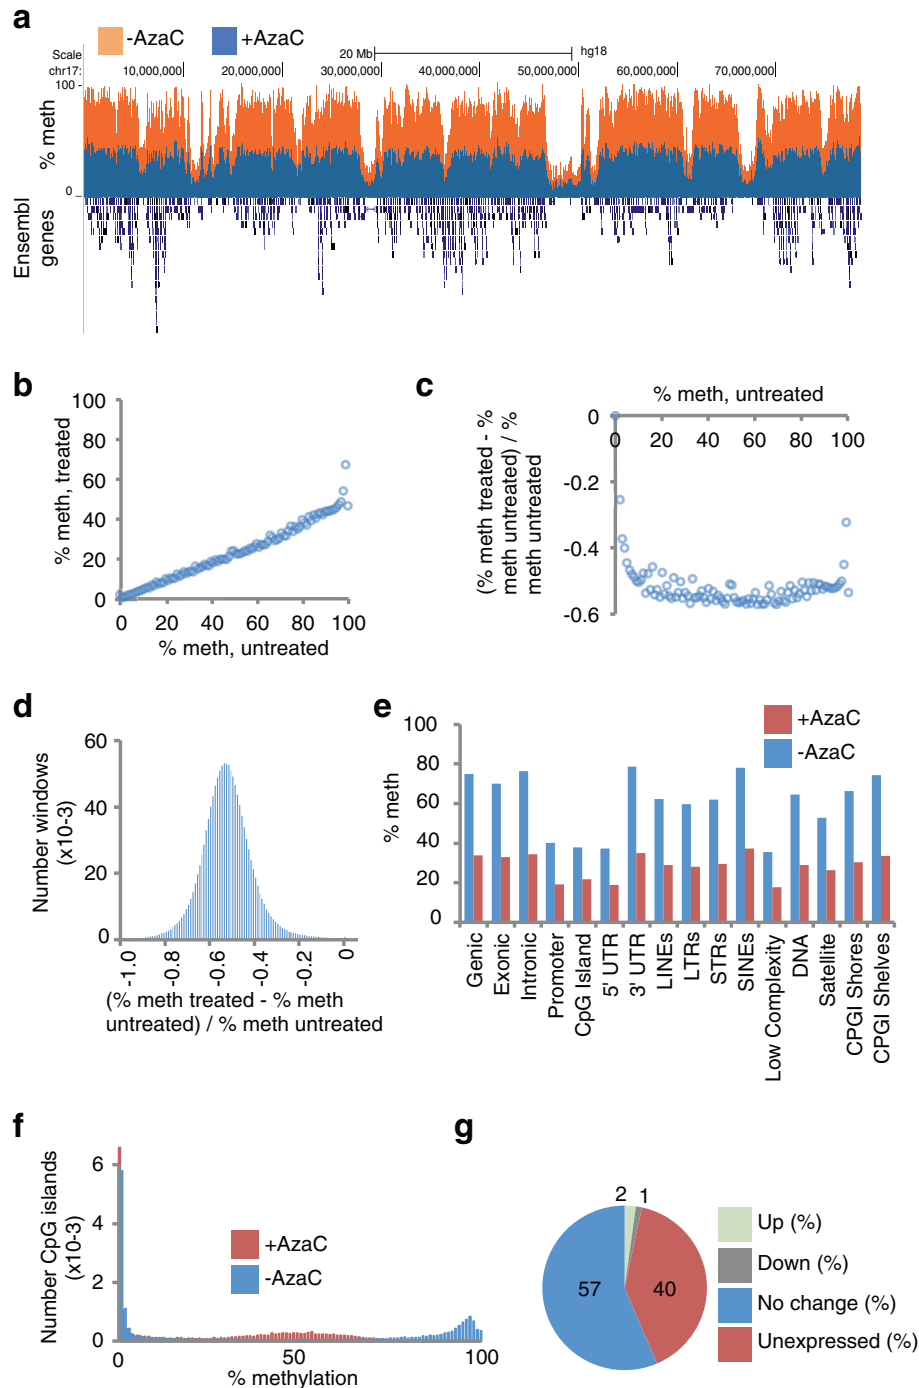 a
-AzaC +AzaC
Scale 20 Mb hg18
chr17: 10,000,000 20,000,000 30,000,000 40,000,000 50,000,000 60,000,000 70,000,000
100
% meth
0
Ensembl
genes
b
100
80
60
40
20
0
% meth, treated
0 20 40 60 80 100
% meth, untreated
c
% meth, untreated
0
0 20 40 60 80 100
-0.2
-0.4
-0.6
(% meth treated - %
meth untreated) / %
meth untreated
d
60
40
20
0
Number windows
(x10-3)
-1.0 -0.8 -0.6 -0.4 -0.2 0
(% meth treated - % meth
untreated) / % meth untreated
e
+AzaC
-AzaC
% meth
100
80
60
40
20
0
Genic
Exonic
Intronic
Promoter
CpG Island
5' UTR
3' UTR
LINEs
LTRs
STRs
SINEs
Low Complexity
DNA
Satellite
CPGI Shores
CPGI Shelves
f
Number CpG islands
(x10-3)
6
4
2
0
+AzaC
-AzaC
0 50 100
% methylation
g
2 1
57 40
Up (%)
Down (%)
No change (%)
Unexpressed (%)